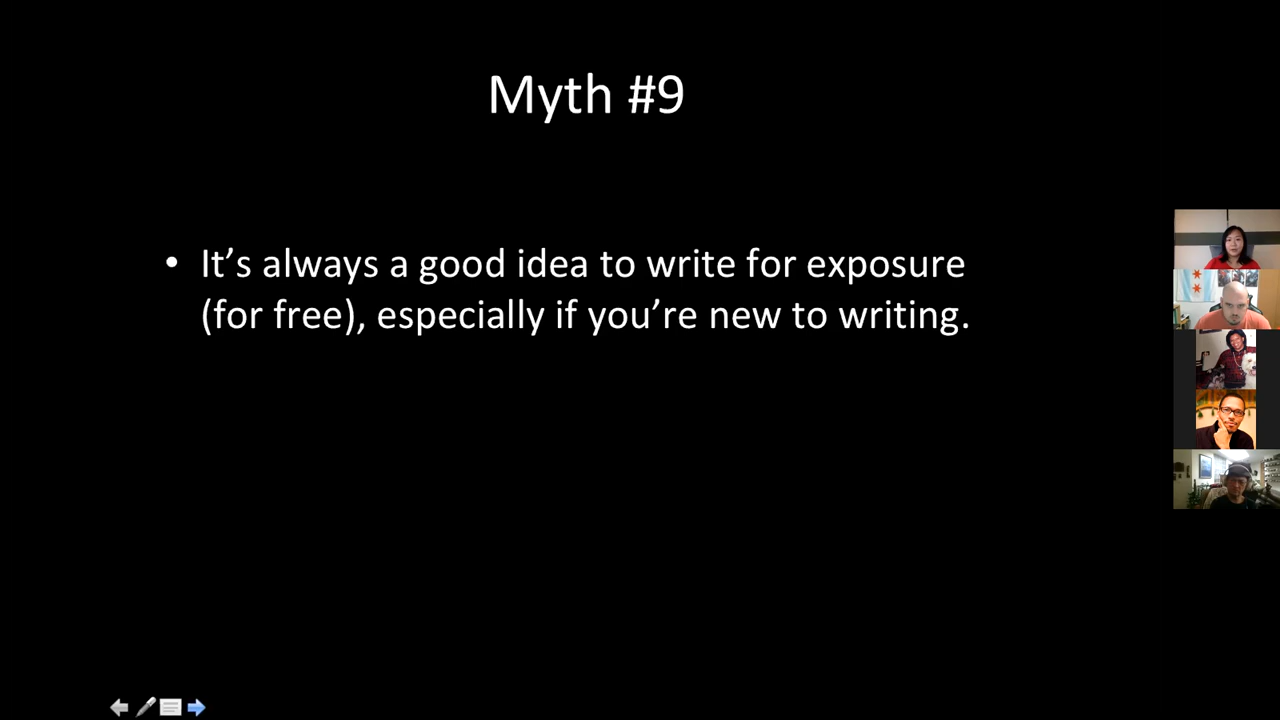 Myth #9
• It’s always a good idea to write for exposure
(for free), especially if you’re new to writing.